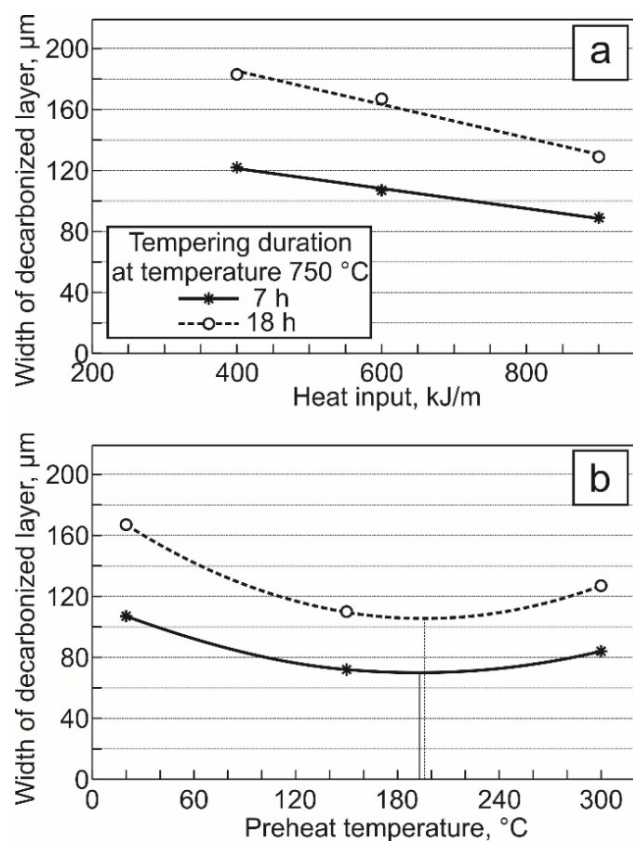 a
Width of decarbonized layer, µm
200
160
120
80
40
0
Tempering duration
at temperature 750 °C
7 h
18 h
200 400 600 800
Heat input, kJ/m
b
Width of decarbonized layer, µm
200
160
120
80
40
0
0 60 120 180 240 300
Preheat temperature, °C